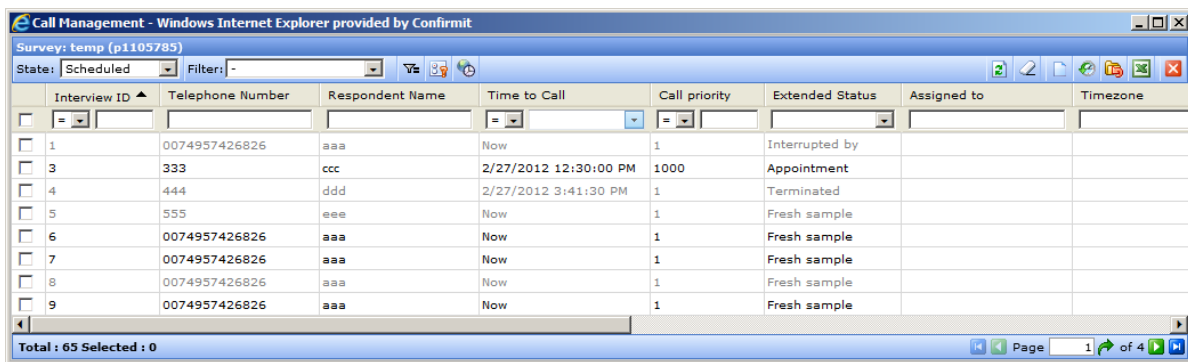 Call Management - Windows Internet Explorer provided by Confirmit
Survey: temp (p1105785)
State: Scheduled Filter: -
Interview ID Telephone Number Respondent Name Time to Call Call priority Extended Status Assigned to Timezone
= = =
1 0074957426826 aaa Now 1 Interrupted by
3 333 ccc 2/27/2012 12:30:00 PM 1000 Appointment
4 444 ddd 2/27/2012 3:41:30 PM 1 Terminated
5 555 eee Now 1 Fresh sample
6 0074957426826 aaa Now 1 Fresh sample
7 0074957426826 aaa Now 1 Fresh sample
8 0074957426826 aaa Now 1 Fresh sample
9 0074957426826 aaa Now 1 Fresh sample
Total : 65 Selected : 0 Page 1 of 4